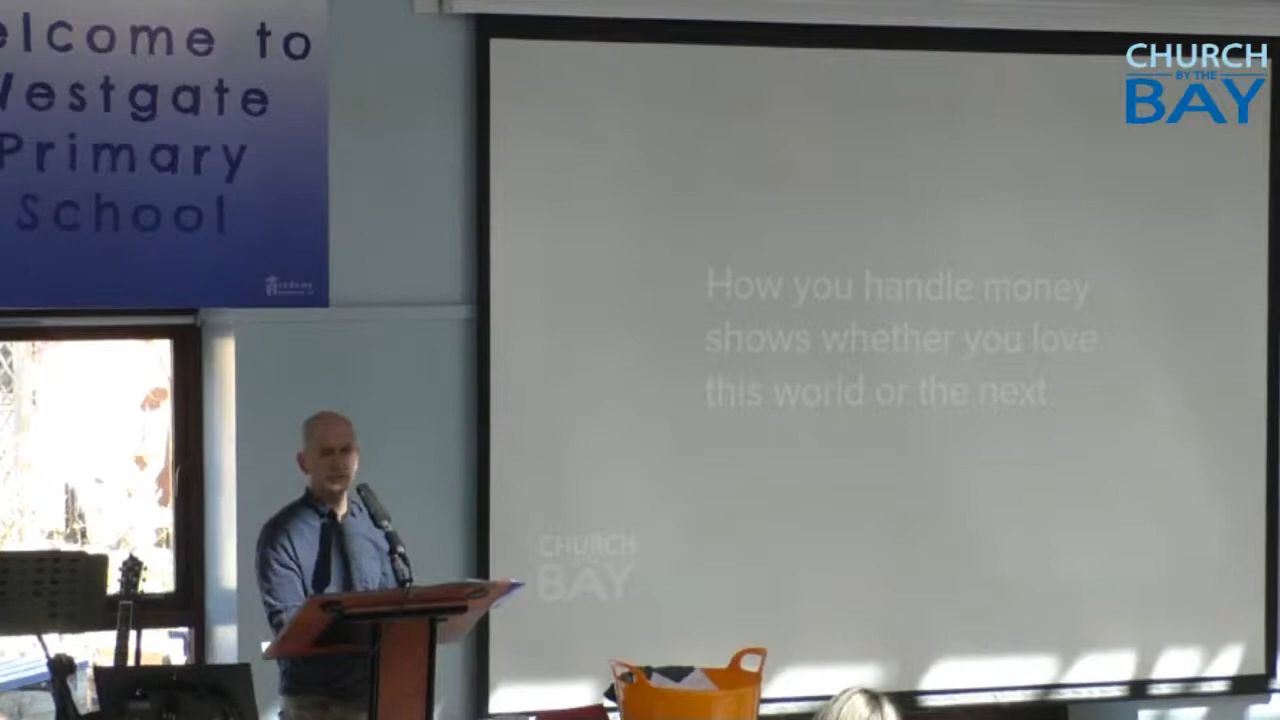 elcome to
Westgate
Primary
School
CHURCH
BY THE
BAY
How you handle money
shows whether you love
this world or the next
CHURCH
BAY